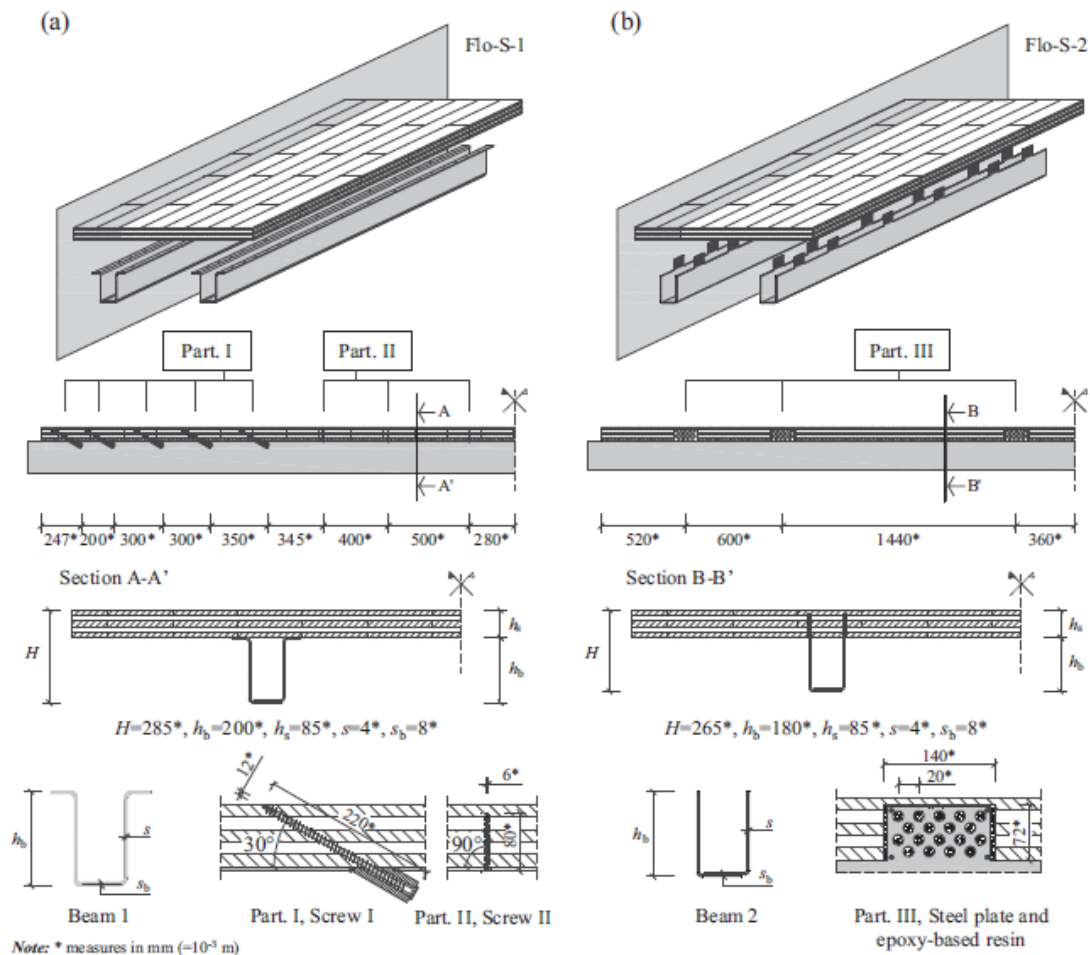 (a)
Flo-S-1
Part. I
Part. II
A
A'
247* 200* 300* 300* 350* 345* 400* 500* 280*
Section A-A’
H
hs
hb
H=285*, hb=200*, hs=85*, s=4*, sb=8*
hb
s
sb
Beam 1
12*
220*
30°
Part. I, Screw I
6*
90°
80*
Part. II, Screw II
(b)
Flo-S-2
Part. III
B
B'
520* 600* 1440* 360*
Section B-B’
H
hs
hb
H=265*, hb=180*, hs=85*, s=4*, sb=8*
hb
s
sb
Beam 2
140*
20*
72*
Part. III, Steel plate and
epoxy-based resin
Note: * measures in mm (=10⁻³ m)